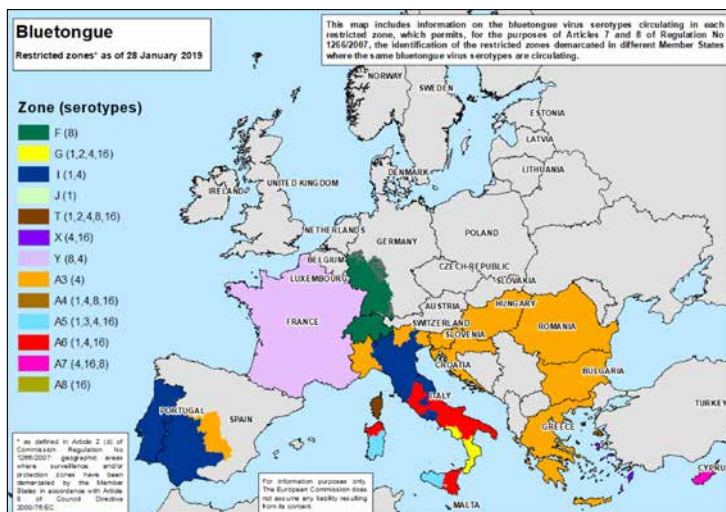 Bluetongue
Restricted zones* as of 28 January 2019
This map includes information on the bluetongue virus serotypes circulating in each
restricted zone, which permits, for the purposes of Articles 7 and 8 of Regulation No
1266/2007, the identification of the restricted zones demarcated in different Member States
where the same bluetongue virus serotypes are circulating.
Zone (serotypes)
F (8)
G (1,2,4,16)
I (1,4)
J (1)
T (1,2,4,8,16)
X (4,16)
Y (8,4)
A3 (4)
A4 (1,4,8,16)
A5 (1,3,4,16)
A6 (1,4,16)
A7 (4,16,8)
A8 (16)
NORWAY
SWEDEN
ESTONIA
LATVIA
LITHUANIA
DENMARK
IRELAND
UNITED KINGDOM
NETHERLANDS
GERMANY
POLAND
BELGIUM
LUXEMBOURG
CZECH-REPUBLIC
SLOVAKIA
AUSTRIA
HUNGARY
FRANCE
SWITZERLAND
SLOVENIA
ROMANIA
CROATIA
BULGARIA
ITALY
PORTUGAL
SPAIN
GREECE
TURKEY
CYPRUS
MALTA
* as defined in Article 2 (d) of
Commission Regulation No
1266/2007: geographic areas
where surveillance and/or
protection zones have been
demarcated by the Member
States in accordance with Article
8 of Council Directive
2000/75/EC
For information purposes only.
The European Commission does
not assume any liability resulting
from its content.